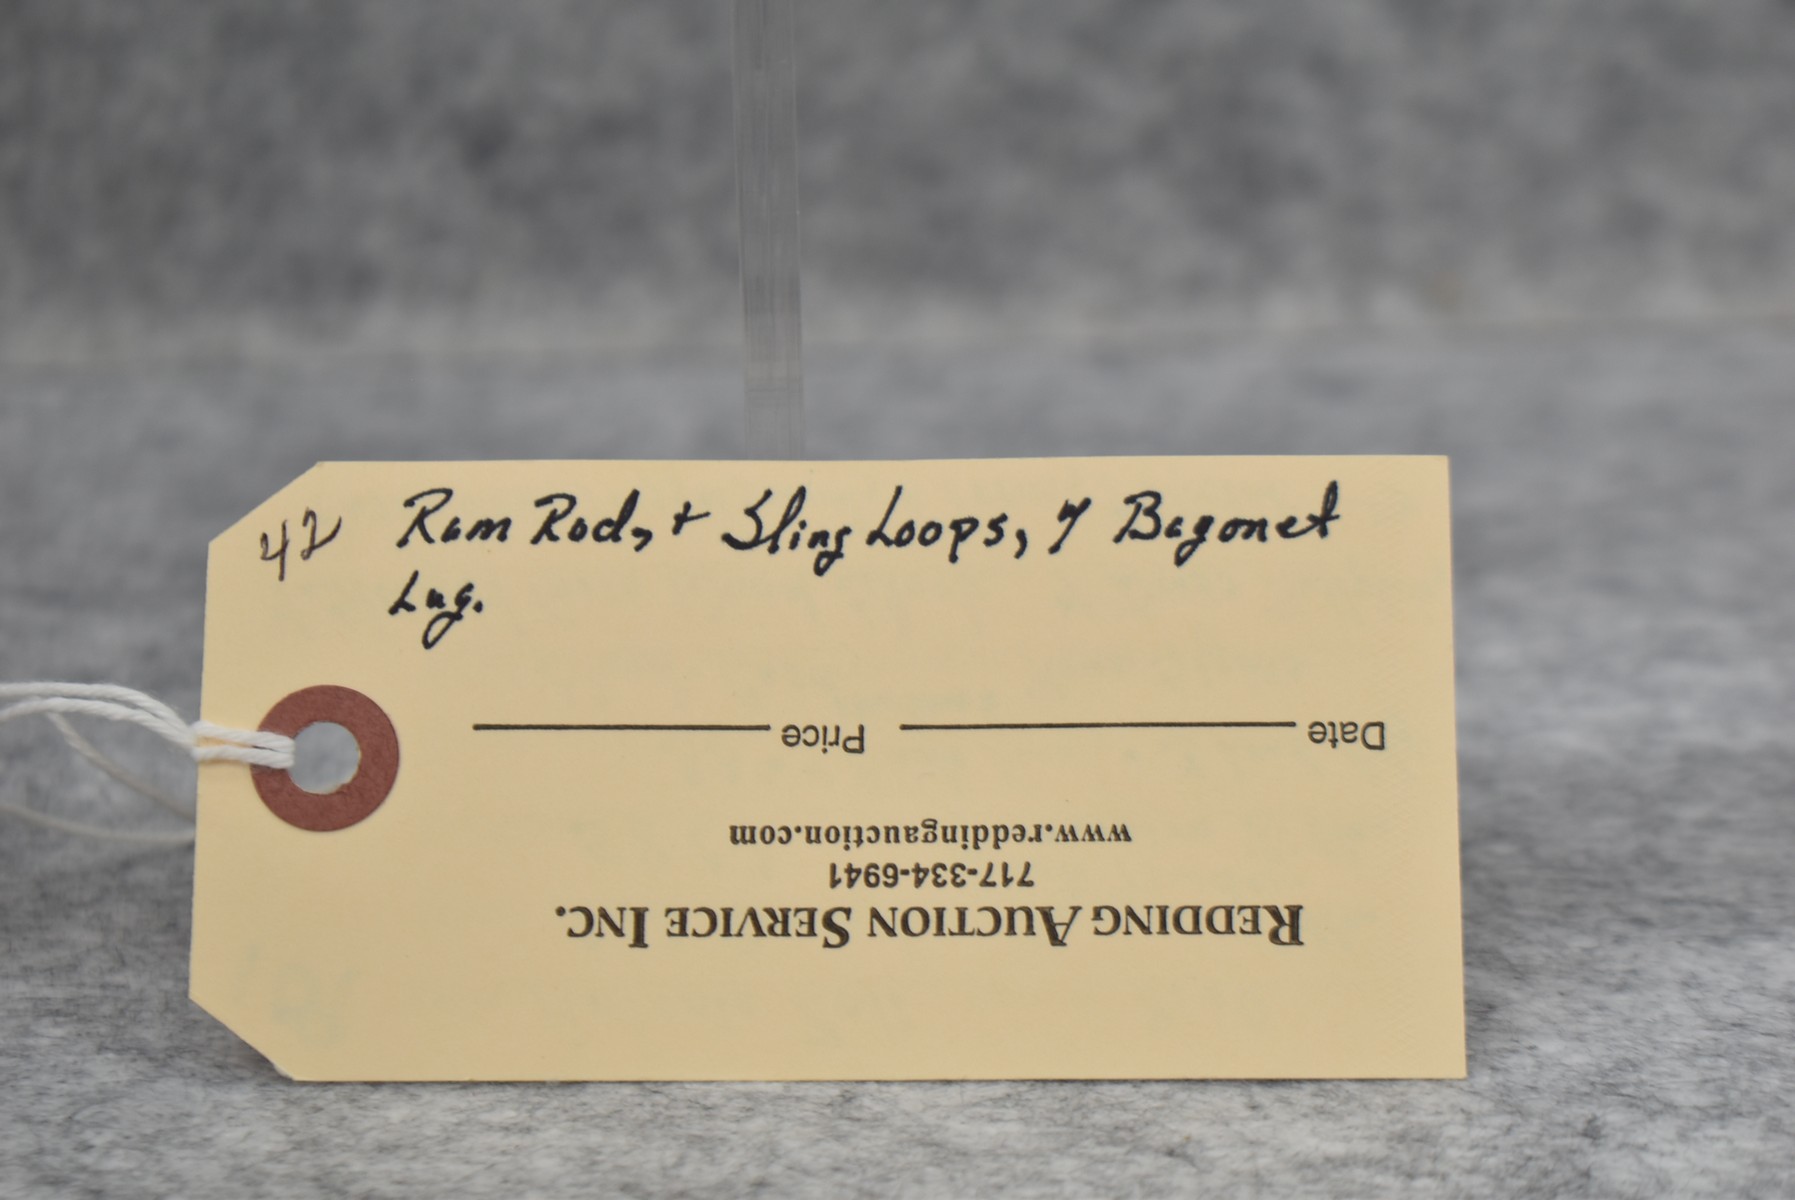 42 Ram Rod, + Sling Loops, y Bayonet
Lug.
Date Price
www.reddingauction.com
717-334-6941
REDDING AUCTION SERVICE INC.